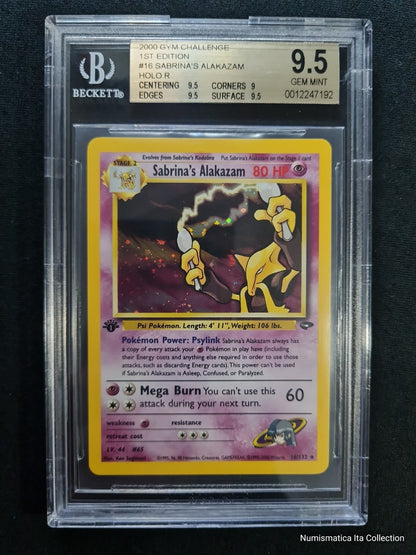 2000 GYM CHALLENGE
1ST EDITION
#16 SABRINA'S ALAKAZAM
HOLO R
CENTERING 9.5 CORNERS 9
EDGES 9.5 SURFACE 9.5
B
BECKETT
9.5
GEM MINT
0012247192
Evolves from Sabrina's Kadabra Put Sabrina's Alakazam on the Stage 1 card
STAGE 2
Sabrina's Alakazam 80 HP
1
Psi Pokémon. Length: 4' 11", Weight: 106 lbs.
Pokémon Power: Psylink Sabrina's Alakazam always has
a copy of every attack your Pokémon in play have (including
their Energy costs and anything else required in order to use those
attacks, such as discarding Energy cards). This power can't be used
if Sabrina's Alakazam is Asleep, Confused, or Paralyzed.
Mega Burn You can't use this
attack during your next turn. 60
weakness resistance
retreat cost
LV. 44 #65
Illus. Ken Sugimori
16/132
Numismatica Ita Collection